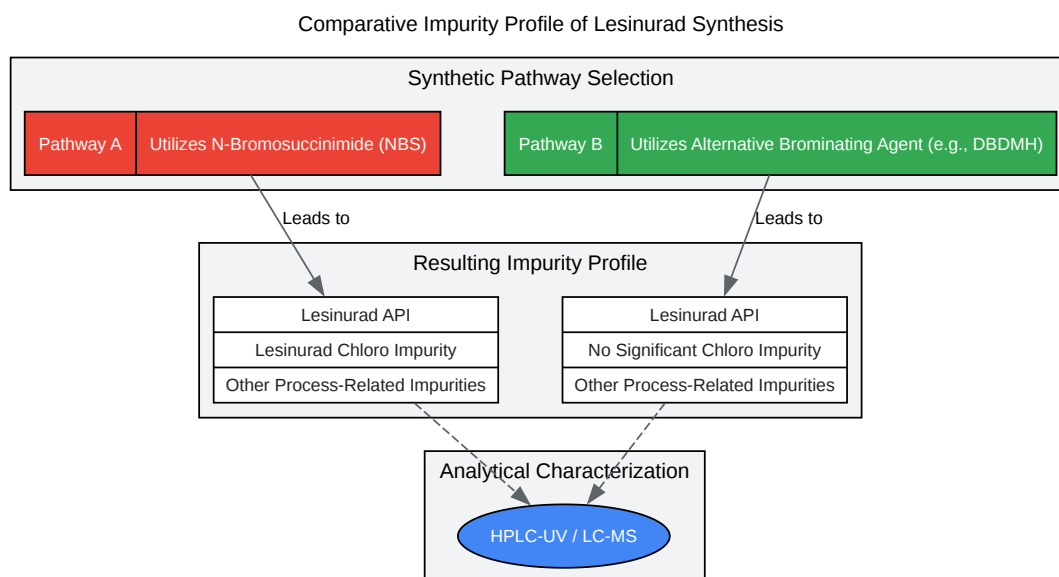 Comparative Impurity Profile of Lesinurad Synthesis
Synthetic Pathway Selection
Pathway A
Utilizes N-Bromosuccinimide (NBS)
Pathway B
Utilizes Alternative Brominating Agent (e.g., DBDMH)
Leads to
Leads to
Resulting Impurity Profile
Lesinurad API
Lesinurad Chloro Impurity
Other Process-Related Impurities
Lesinurad API
No Significant Chloro Impurity
Other Process-Related Impurities
Analytical Characterization
HPLC-UV / LC-MS